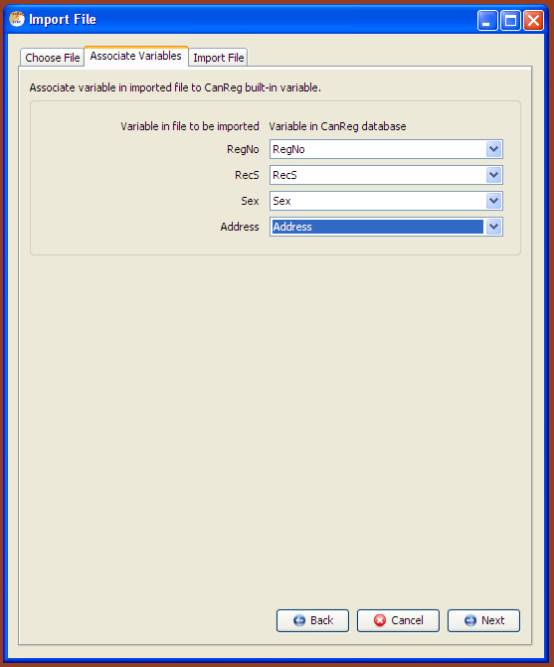 Import File
Choose File Associate Variables Import File
Associate variable in imported file to CanReg built-in variable.
Variable in file to be imported Variable in CanReg database
RegNo RegNo
RecS RecS
Sex Sex
Address Address
Back Cancel Next